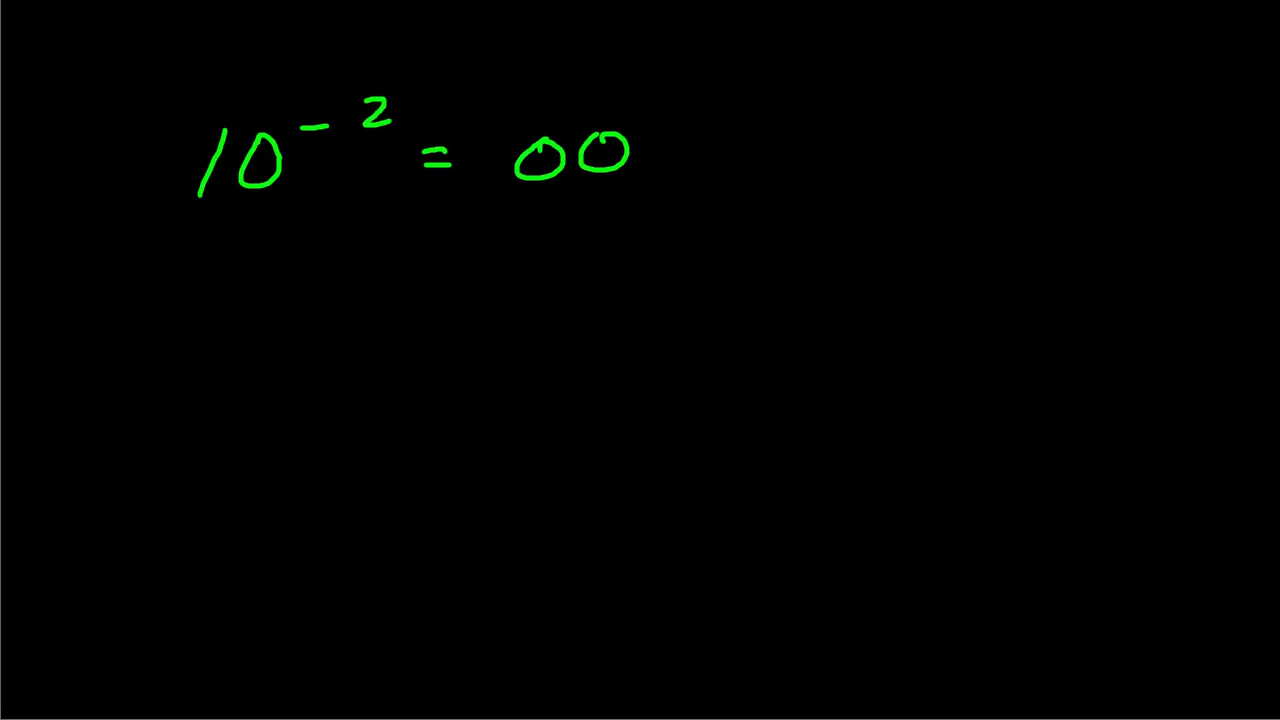 10⁻² = 00